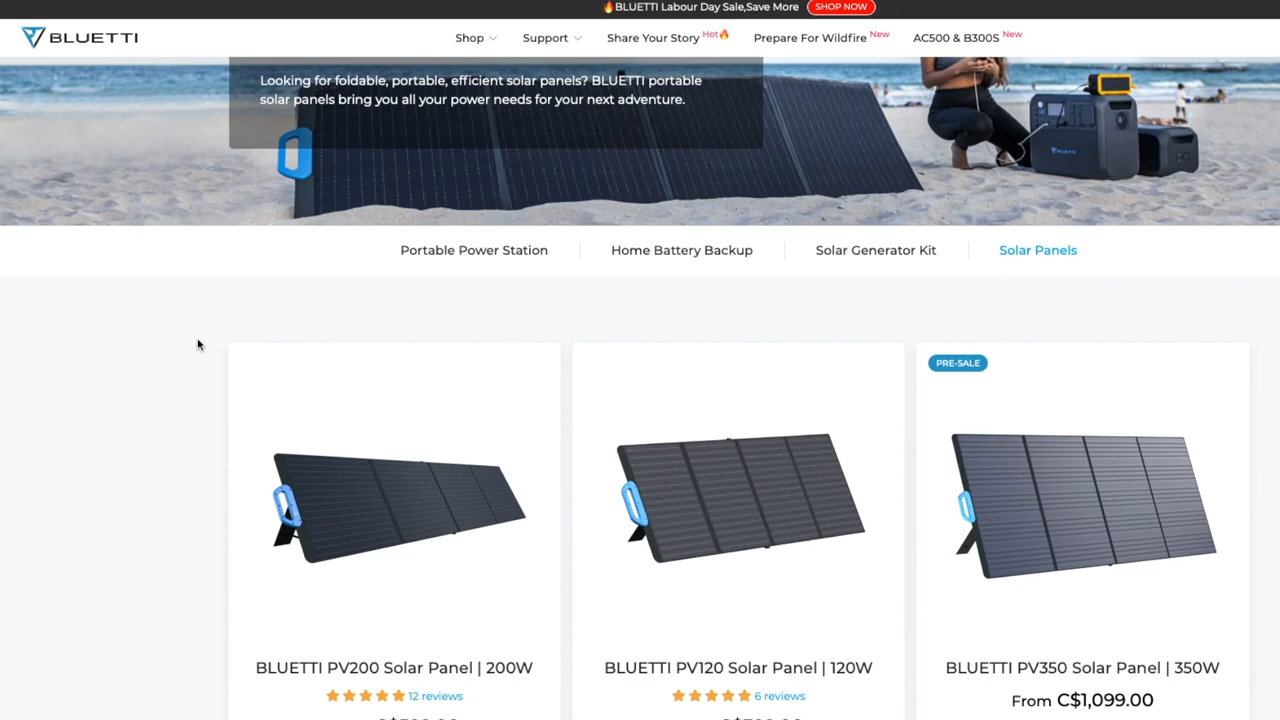 🔥BLUETTI Labour Day Sale,Save More SHOP NOW
BLUETTI Shop Support Share Your Story Hot🔥 Prepare For Wildfire New AC500 & B300S New
Looking for foldable, portable, efficient solar panels? BLUETTI portable
solar panels bring you all your power needs for your next adventure.
BLUETTI
Portable Power Station Home Battery Backup Solar Generator Kit Solar Panels
PRE-SALE
BLUETTI PV200 Solar Panel | 200W
12 reviews
BLUETTI PV120 Solar Panel | 120W
6 reviews
BLUETTI PV350 Solar Panel | 350W
From C$1,099.00